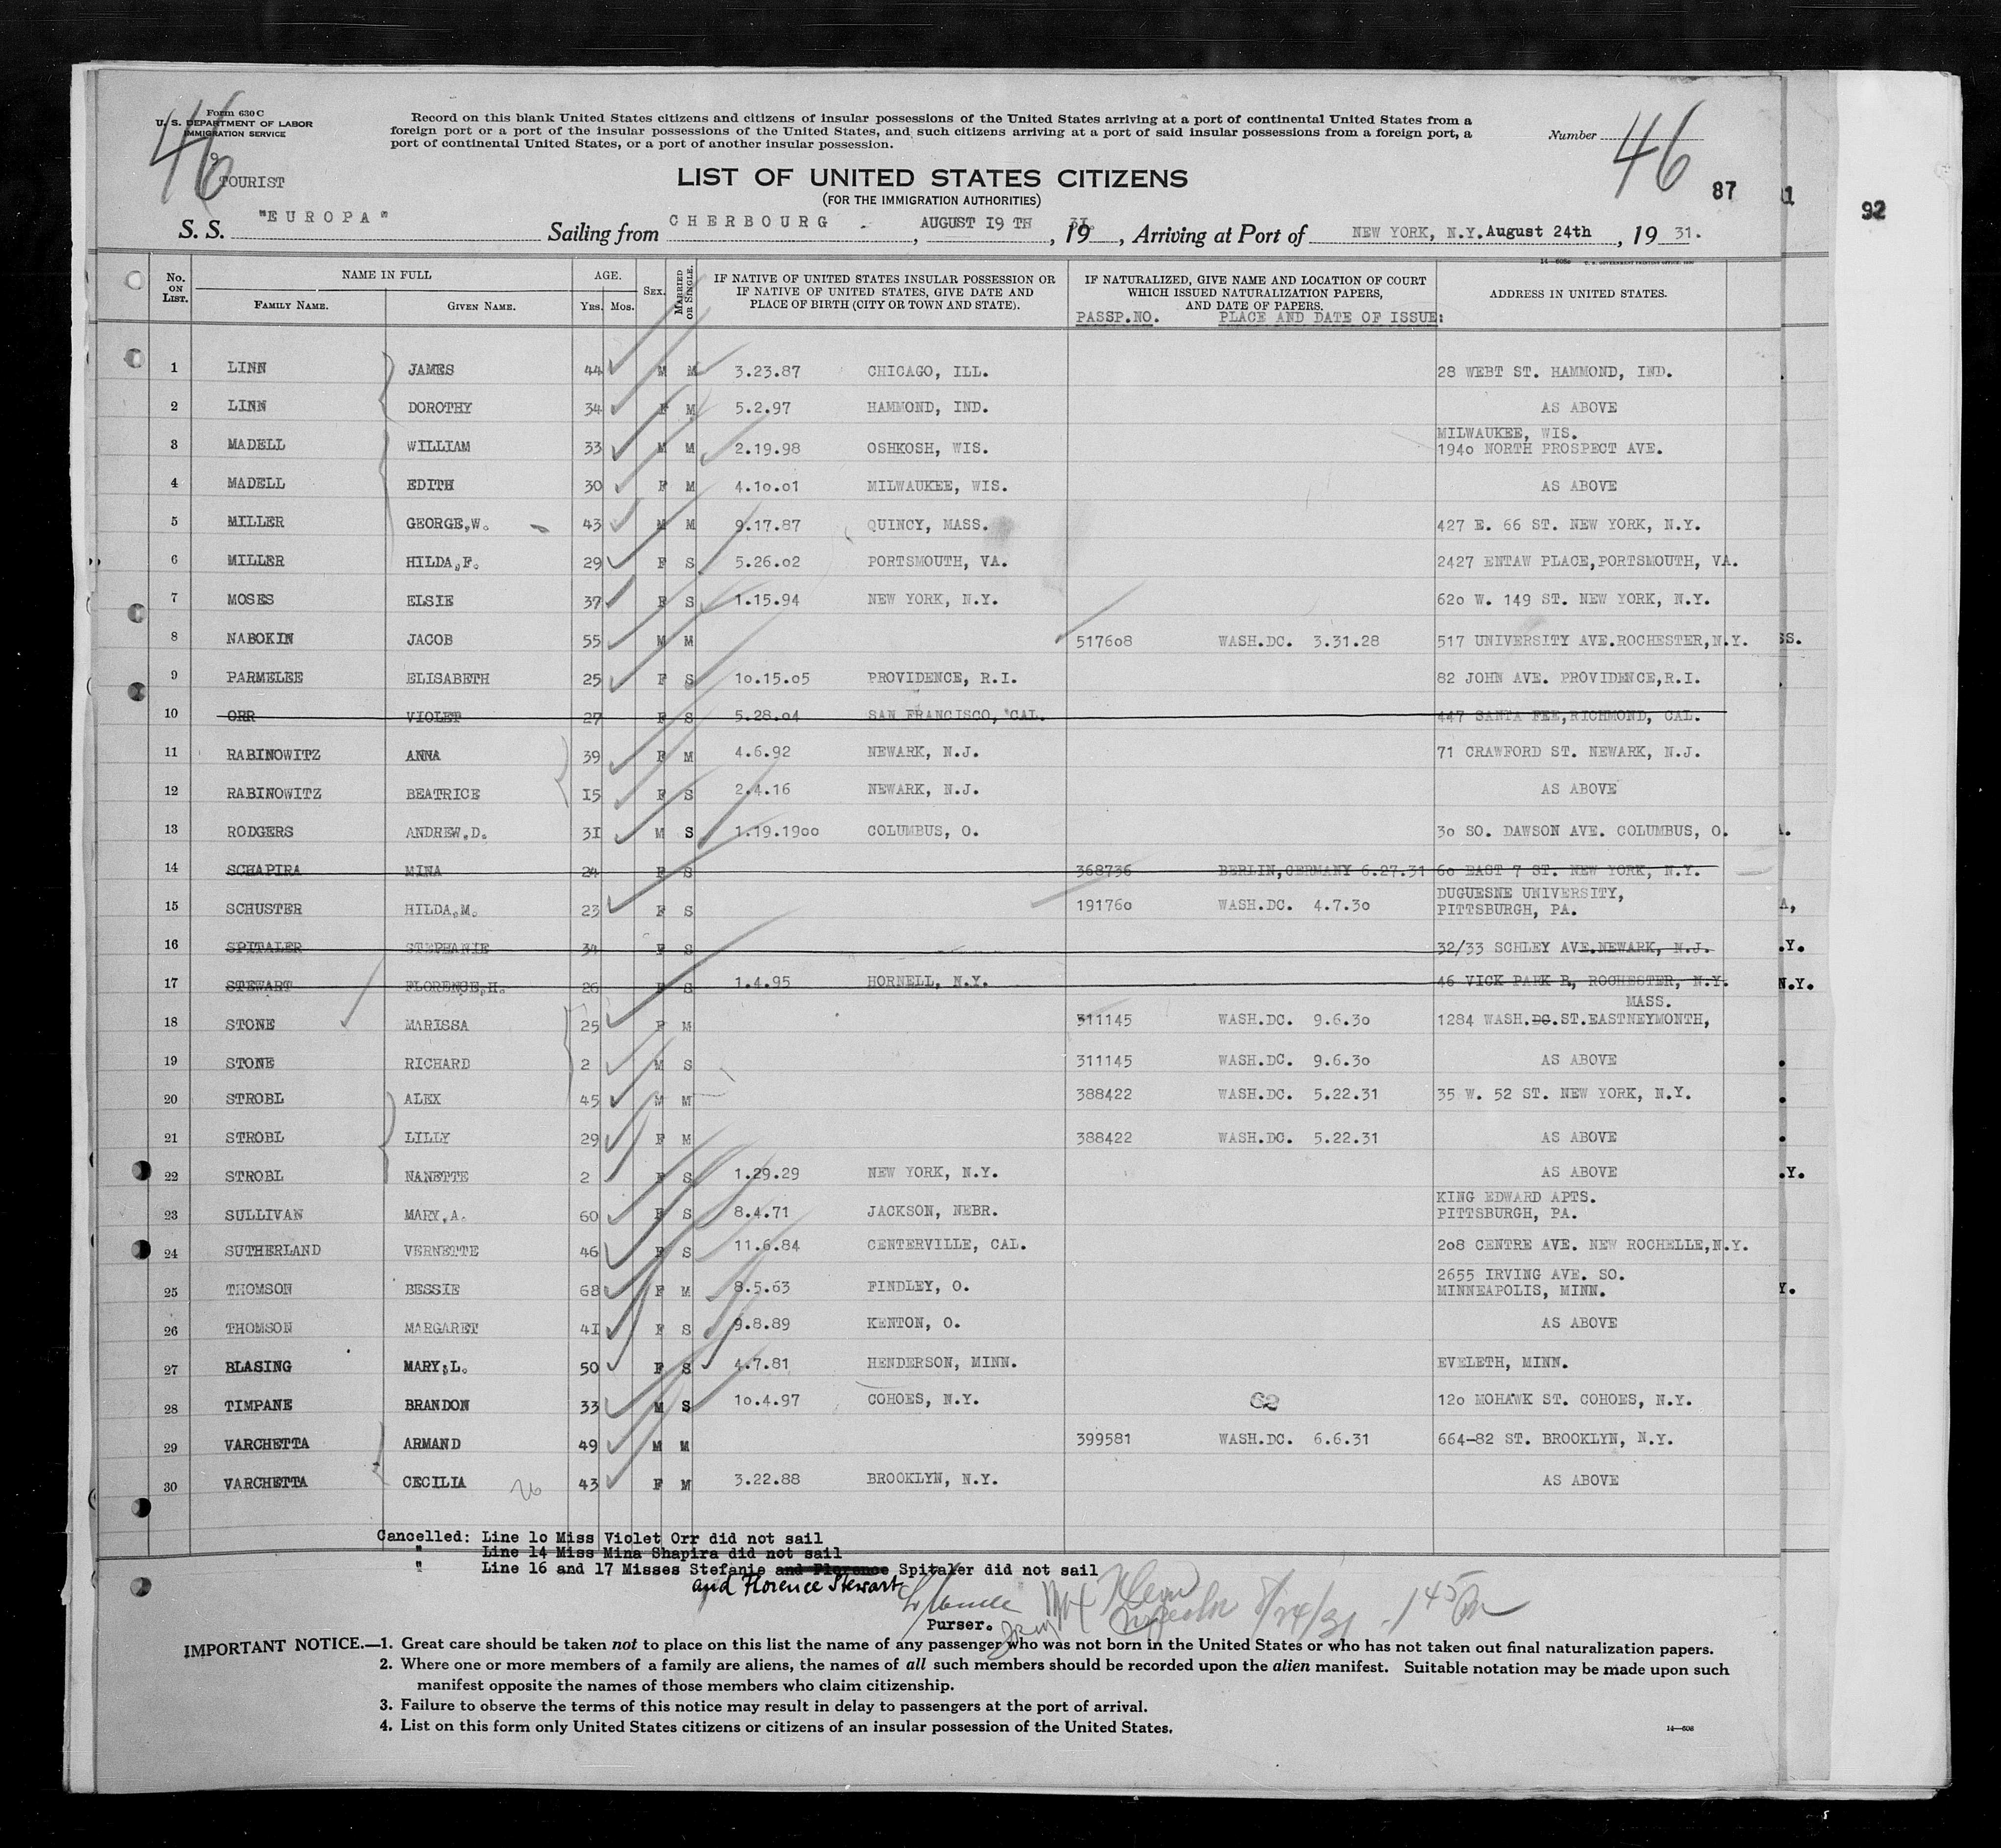 46
Form 630 C
U. S. DEPARTMENT OF LABOR
IMMIGRATION SERVICE
TOURIST
Record on this blank United States citizens and citizens of insular possessions of the United States arriving at a port of continental United States from a
foreign port or a port of the insular possessions of the United States, and such citizens arriving at a port of said insular possessions from a foreign port, a
port of continental United States, or a port of another insular possession.
Number 46
LIST OF UNITED STATES CITIZENS
(FOR THE IMMIGRATION AUTHORITIES)
87
92
S. S. "EUROPA" Sailing from CHERBOURG, AUGUST I9 TH, 19 3I, Arriving at Port of NEW YORK, N.Y. August 24th, 19 31.
No. ON LIST. NAME IN FULL FAMILY NAME. GIVEN NAME. AGE. YRS. MOS. SEX. MARRIED OR SINGLE. IF NATIVE OF UNITED STATES INSULAR POSSESSION OR IF NATIVE OF UNITED STATES, GIVE DATE AND PLACE OF BIRTH (CITY OR TOWN AND STATE). IF NATURALIZED, GIVE NAME AND LOCATION OF COURT WHICH ISSUED NATURALIZATION PAPERS, AND DATE OF PAPERS. ADDRESS IN UNITED STATES.
PASSP.NO. PLACE AND DATE OF ISSUE:
1 LINN JAMES 44 M M 3.23.87 CHICAGO, ILL. 28 WEBT ST. HAMMOND, IND.
2 LINN DOROTHY 34 F M 5.2.97 HAMMOND, IND. AS ABOVE
3 MADELL WILLIAM 33 M M 2.19.98 OSHKOSH, WIS. MILWAUKEE, WIS.
1940 NORTH PROSPECT AVE.
4 MADELL EDITH 30 F M 4.10.01 MILWAUKEE, WIS. AS ABOVE
5 MILLER GEORGE,W. 43 M M 9.17.87 QUINCY, MASS. 427 E. 66 ST. NEW YORK, N.Y.
6 MILLER HILDA,F. 29 F S 5.26.02 PORTSMOUTH, VA. 2427 ENTAW PLACE,PORTSMOUTH, VA.
7 MOSES ELSIE 37 F S 1.15.94 NEW YORK, N.Y. 620 W. 149 ST. NEW YORK, N.Y.
8 NABOKIN JACOB 55 M M 517608 WASH.DC. 3.31.28 517 UNIVERSITY AVE.ROCHESTER,N.Y.
9 PARMELEE ELISABETH 25 F S 10.15.05 PROVIDENCE, R.I. 82 JOHN AVE. PROVIDENCE,R.I.
10 ORR VIOLET 27 F S 5.28.04 SAN FRANCISCO, CAL. 447 SANTA FEE,RICHMOND, CAL.
11 RABINOWITZ ANNA 39 F M 4.6.92 NEWARK, N.J. 71 CRAWFORD ST. NEWARK, N.J.
12 RABINOWITZ BEATRICE I5 F S 2.4.16 NEWARK, N.J. AS ABOVE
13 RODGERS ANDREW.D. 3I M S 1.19.1900 COLUMBUS, O. 30 SO. DAWSON AVE. COLUMBUS, O.
14 SCHAPIRA MINA 24 F S 368736 BERLIN,GERMANY 6.27.31 60 EAST 7 ST. NEW YORK, N.Y.
15 SCHUSTER HILDA.M. 23 F S 191760 WASH.DC. 4.7.30 DUGUESNE UNIVERSITY,
PITTSBURGH, PA.
16 SPITALER STEPHANIE 34 F S 32/33 SCHLEY AVE.NEWARK, N.J.
17 STEWART FLORENCE,H. 26 F S 1.4.95 HORNELL, N.Y. 46 VICK PARK B, ROCHESTER, N.Y.
MASS.
18 STONE MARISSA 25 F M 311145 WASH.DC. 9.6.30 1284 WASH.DC.ST.EASTNEYMONTH,
19 STONE RICHARD 2 M S 311145 WASH.DC. 9.6.30 AS ABOVE
20 STROBL ALEX 45 M M 388422 WASH.DC. 5.22.31 35 W. 52 ST. NEW YORK, N.Y.
21 STROBL LILLY 29 F M 388422 WASH.DC. 5.22.31 AS ABOVE
22 STROBL NANETTE 2 F S 1.29.29 NEW YORK, N.Y. AS ABOVE
23 SULLIVAN MARY,A. 60 F S 8.4.71 JACKSON, NEBR. KING EDWARD APTS.
PITTSBURGH, PA.
24 SUTHERLAND VERNETTE 46 F S 11.6.84 CENTERVILLE, CAL. 208 CENTRE AVE. NEW ROCHELLE,N.Y.
25 THOMSON BESSIE 68 F M 8.5.63 FINDLEY, O. 2655 IRVING AVE. SO.
MINNEAPOLIS, MINN.
26 THOMSON MARGARET 4I F S 9.8.89 KENTON, O. AS ABOVE
27 BLASING MARY,L. 50 F S 4.7.81 HENDERSON, MINN. EVELETH, MINN.
28 TIMPANE BRANDON 33 M S 10.4.97 COHOES, N.Y. 120 MOHAWK ST. COHOES, N.Y.
29 VARCHETTA ARMAND 49 M M 399581 WASH.DC. 6.6.31 664-82 ST. BROOKLYN, N.Y.
30 VARCHETTA CECILIA 43 F M 3.22.88 BROOKLYN, N.Y. AS ABOVE
26
Cancelled: Line 10 Miss Violet Orr did not sail
" Line 14 Miss Mina Shapira did not sail
" Line 16 and 17 Misses Stefanie and Florence Spitaler did not sail
and Florence Stewart
8/24/31 - 1 45 Pm
Purser.
IMPORTANT NOTICE.—1. Great care should be taken not to place on this list the name of any passenger who was not born in the United States or who has not taken out final naturalization papers.
2. Where one or more members of a family are aliens, the names of all such members should be recorded upon the alien manifest. Suitable notation may be made upon such
manifest opposite the names of those members who claim citizenship.
3. Failure to observe the terms of this notice may result in delay to passengers at the port of arrival.
4. List on this form only United States citizens or citizens of an insular possession of the United States.
14—608